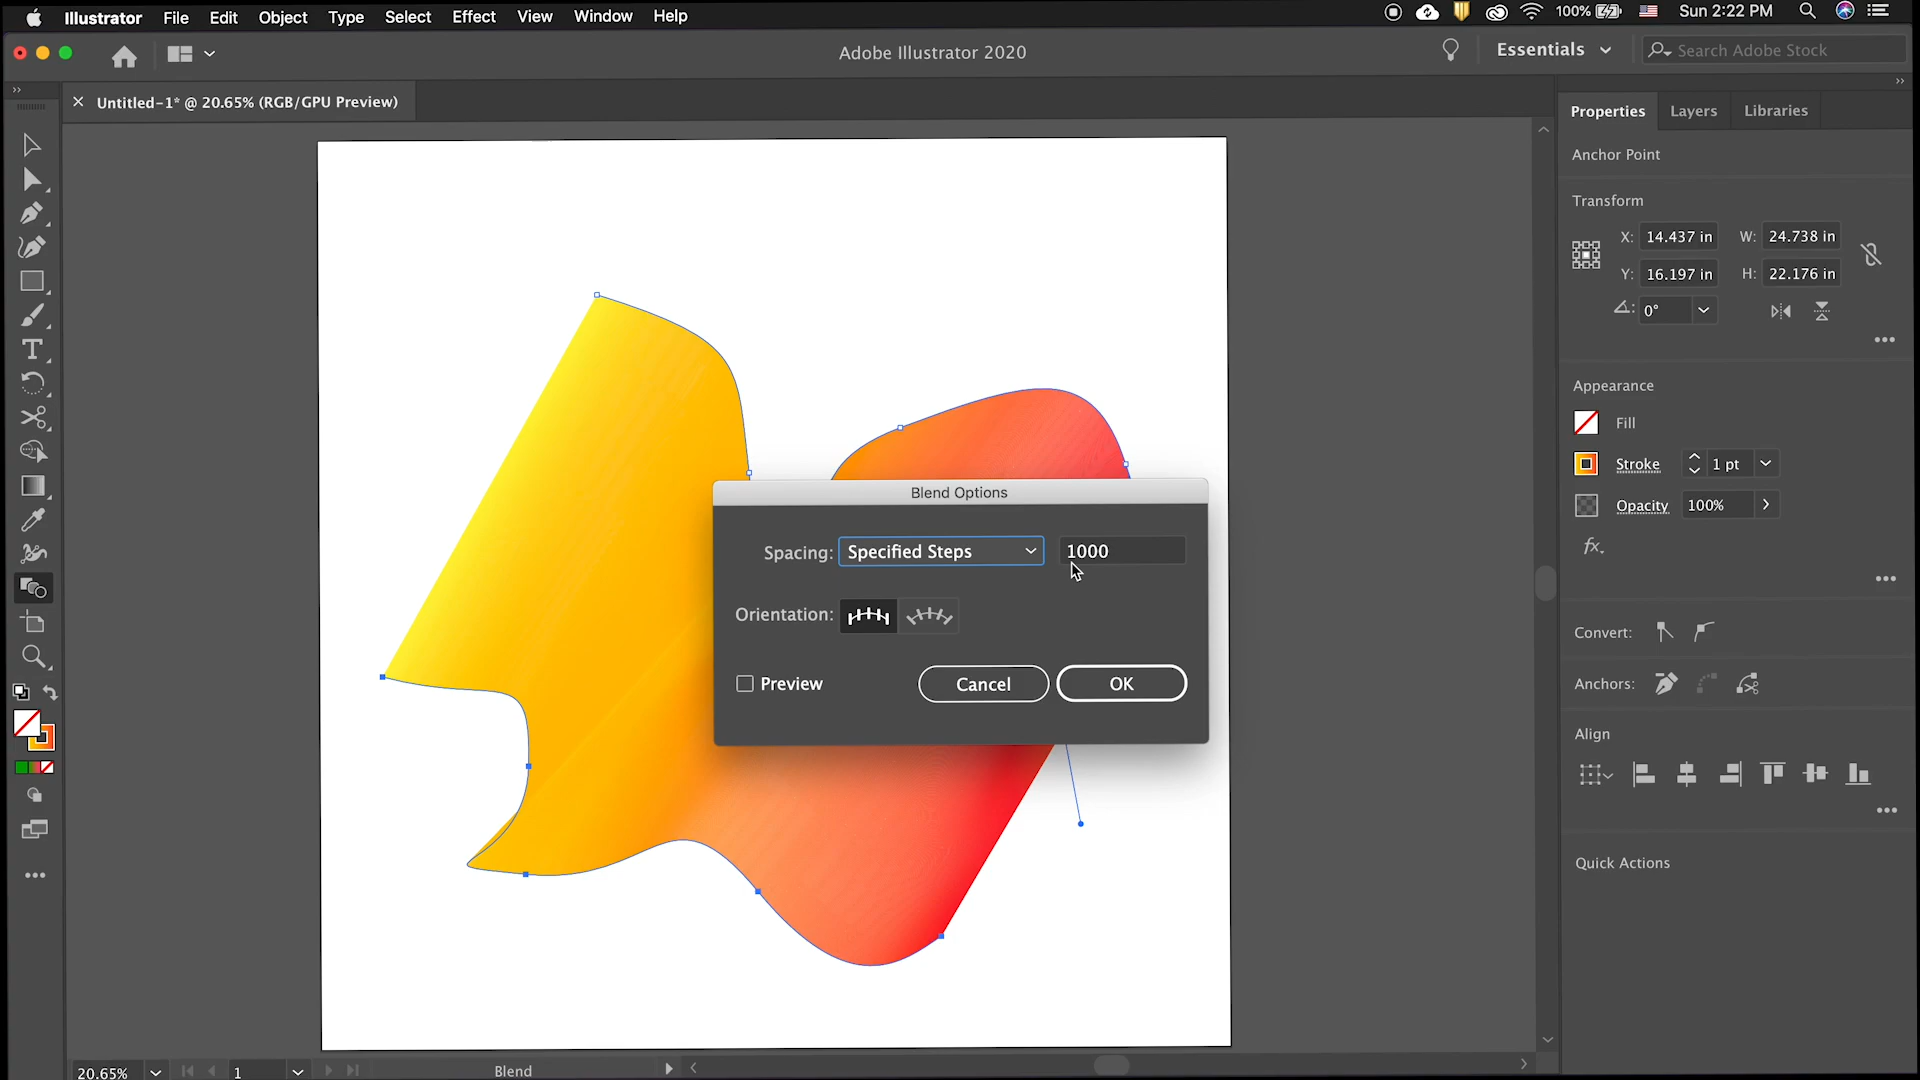 Illustrator File Edit Object Type Select Effect View Window Help
100%
Sun 2:22 PM
Adobe Illustrator 2020
Essentials
Search Adobe Stock
Untitled-1* @ 20.65% (RGB/GPU Preview)
Properties Layers Libraries
Anchor Point
Transform
X: 14.437 in W: 24.738 in
Y: 16.197 in H: 22.176 in
0°
Appearance
Fill
Stroke 1 pt
Opacity 100%
fx
Blend Options
Spacing: Specified Steps 1000
Orientation:
Preview Cancel OK
Convert:
Anchors:
Align
Quick Actions
20.65% 1 Blend